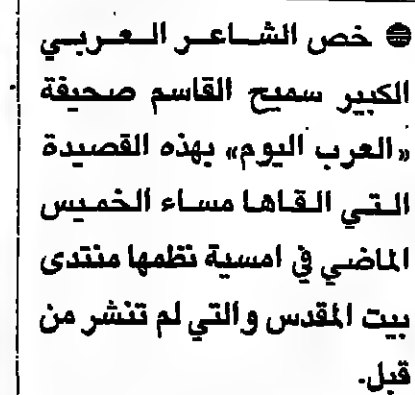 خص الشاعر العربي
الكبير سميح القاسم صحيفة
«العرب اليوم» بهذه القصيدة
التي القاها مساء الخميس
الماضي في امسية نظمها منتدى
بيت المقدس والتي لم تنشر من
قبل.